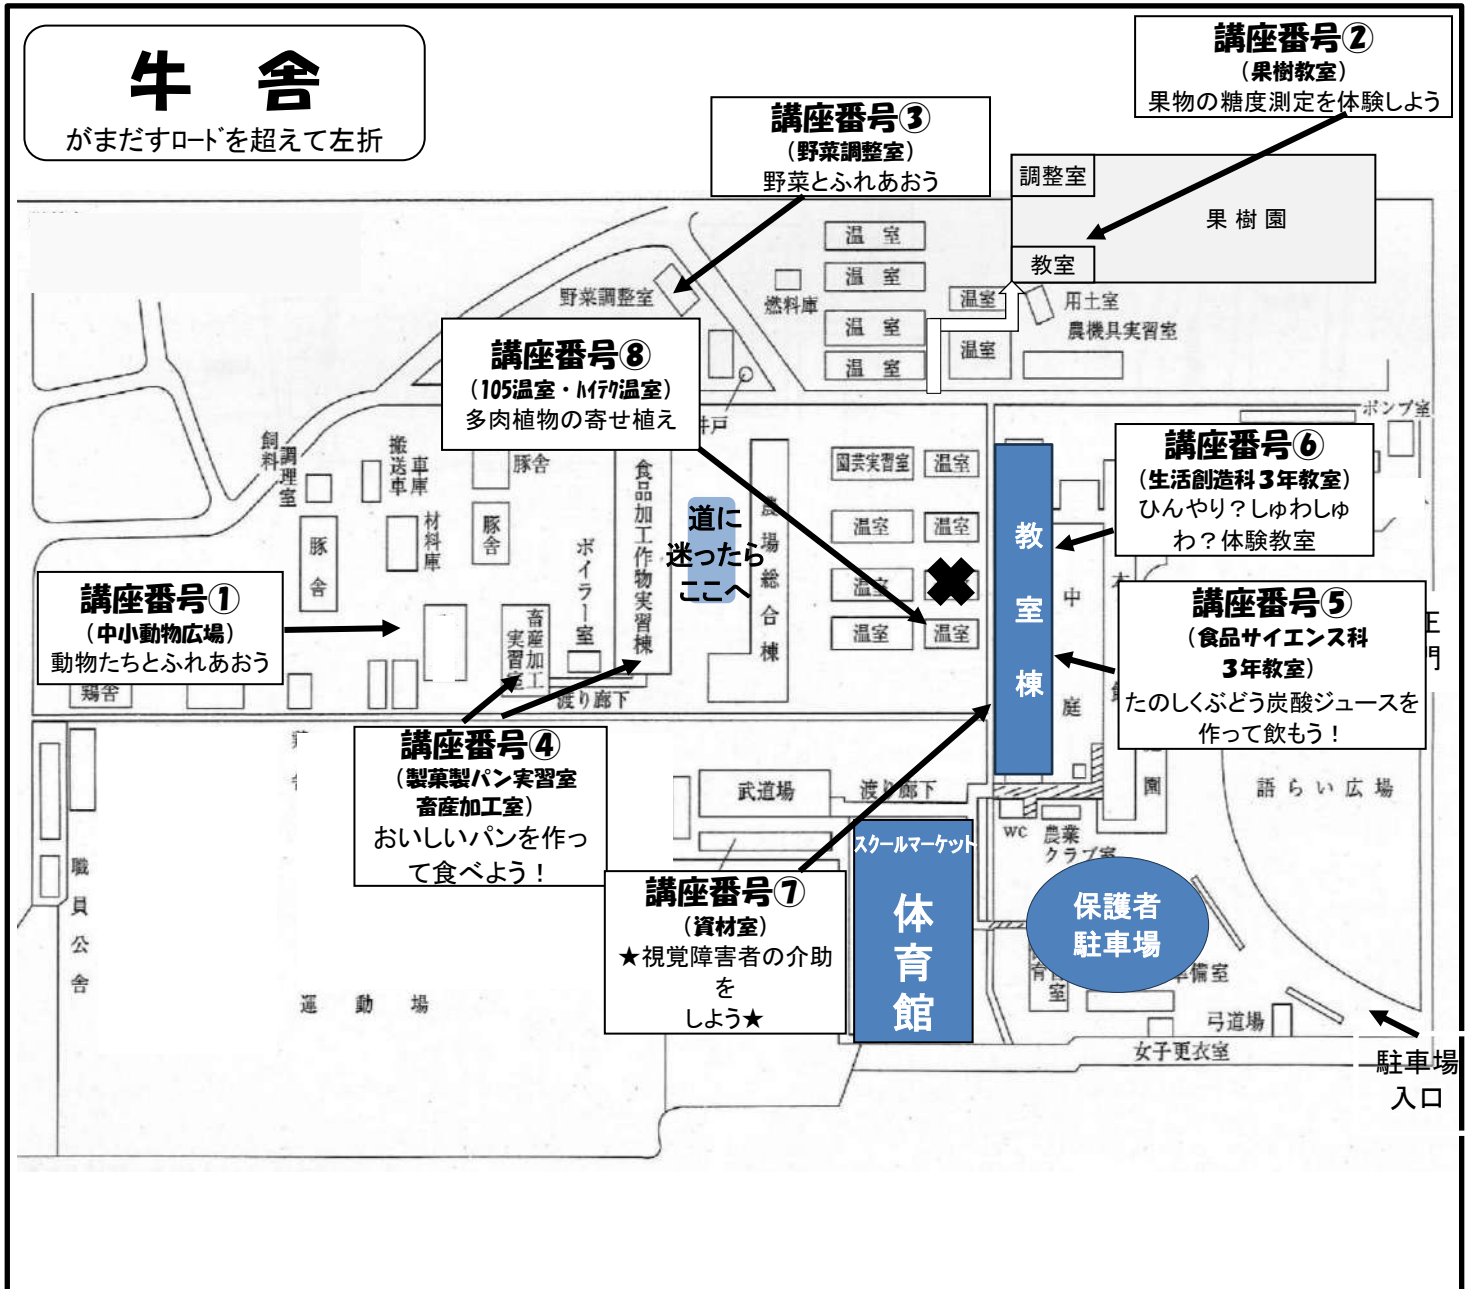 牛 舎
がまだすロードを超えて左折
講座番号②
（果樹教室）
果物の糖度測定を体験しよう
講座番号③
（野菜調整室）
野菜とふれあおう
調整室
果樹園
教室
温室
温室
温室
温室
温室
温室
燃料庫
野菜調整室
用土室
農機具実習室
講座番号⑧
（105温室・ハイテク温室）
多肉植物の寄せ植え
井戸
ポンプ室
飼料調理室
搬送車車庫
材料庫
豚舎
豚舎
豚舎
ボイラー室
食品加工作物実習棟
道に
迷ったら
ここへ
農場総合棟
園芸実習室
温室
温室
温室
温室
温室
温室
教室棟
中庭
講座番号⑥
（生活創造科３年教室）
ひんやり？しゅわしゅ
わ？体験教室
講座番号①
（中小動物広場）
動物たちとふれあおう
鶏舎
畜産加工実習室
渡り廊下
講座番号⑤
（食品サイエンス科
３年教室）
たのしくぶどう炭酸ジュースを
作って飲もう！
正門
園
語らい広場
講座番号④
（製菓製パン実習室
畜産加工室）
おいしいパンを作っ
て食べよう！
武道場
渡り廊下
WC
農業
クラブ室
スクールマーケット
体育館
講座番号⑦
（資材室）
★視覚障害者の介助
を
しよう★
保護者
駐車場
職員公舎
運動場
弓道場
女子更衣室
駐車場
入口